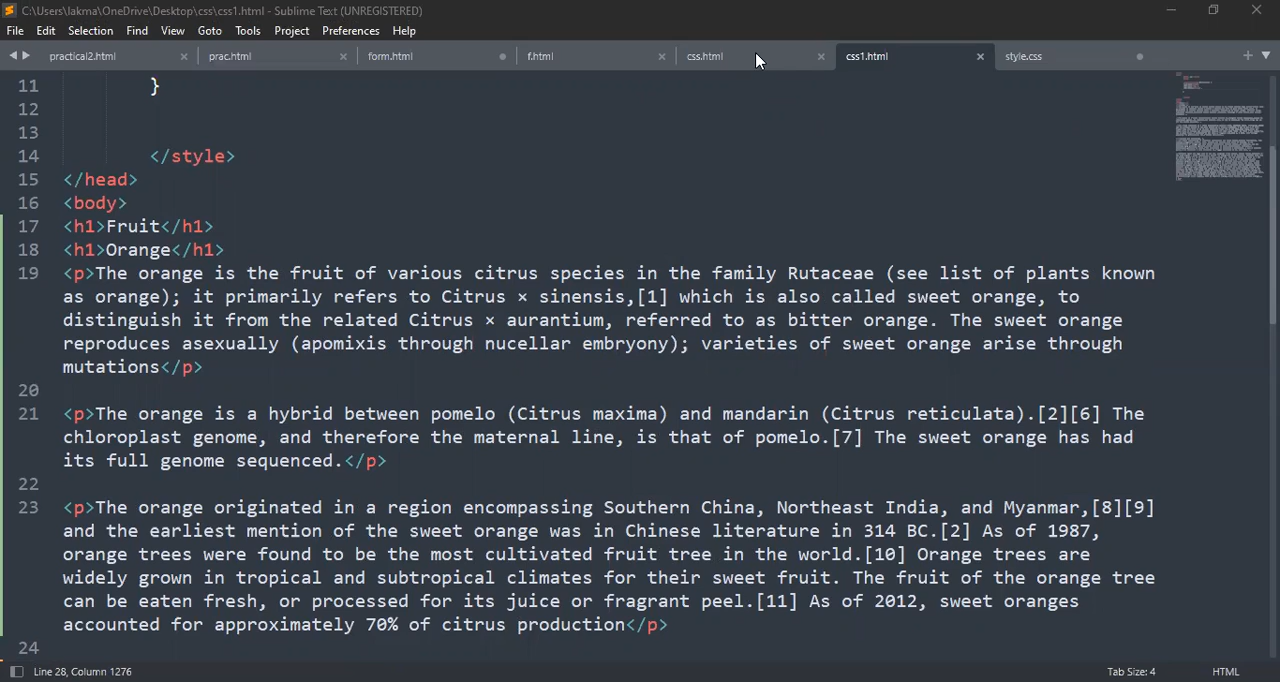 C:\Users\lakma\OneDrive\Desktop\css\css1.html - Sublime Text (UNREGISTERED)
File Edit Selection Find View Goto Tools Project Preferences Help
practical2.html prac.html form.html f.html css.html css1.html style.css
11 }
12
13
14 </style>
15 </head>
16 <body>
17 <h1>Fruit</h1>
18 <h1>Orange</h1>
19 <p>The orange is the fruit of various citrus species in the family Rutaceae (see list of plants known
as orange); it primarily refers to Citrus × sinensis,[1] which is also called sweet orange, to
distinguish it from the related Citrus × aurantium, referred to as bitter orange. The sweet orange
reproduces asexually (apomixis through nucellar embryony); varieties of sweet orange arise through
mutations</p>
20
21 <p>The orange is a hybrid between pomelo (Citrus maxima) and mandarin (Citrus reticulata).[2][6] The
chloroplast genome, and therefore the maternal line, is that of pomelo.[7] The sweet orange has had
its full genome sequenced.</p>
22
23 <p>The orange originated in a region encompassing Southern China, Northeast India, and Myanmar,[8][9]
and the earliest mention of the sweet orange was in Chinese literature in 314 BC.[2] As of 1987,
orange trees were found to be the most cultivated fruit tree in the world.[10] Orange trees are
widely grown in tropical and subtropical climates for their sweet fruit. The fruit of the orange tree
can be eaten fresh, or processed for its juice or fragrant peel.[11] As of 2012, sweet oranges
accounted for approximately 70% of citrus production</p>
24
Line 28, Column 1276 Tab Size: 4 HTML